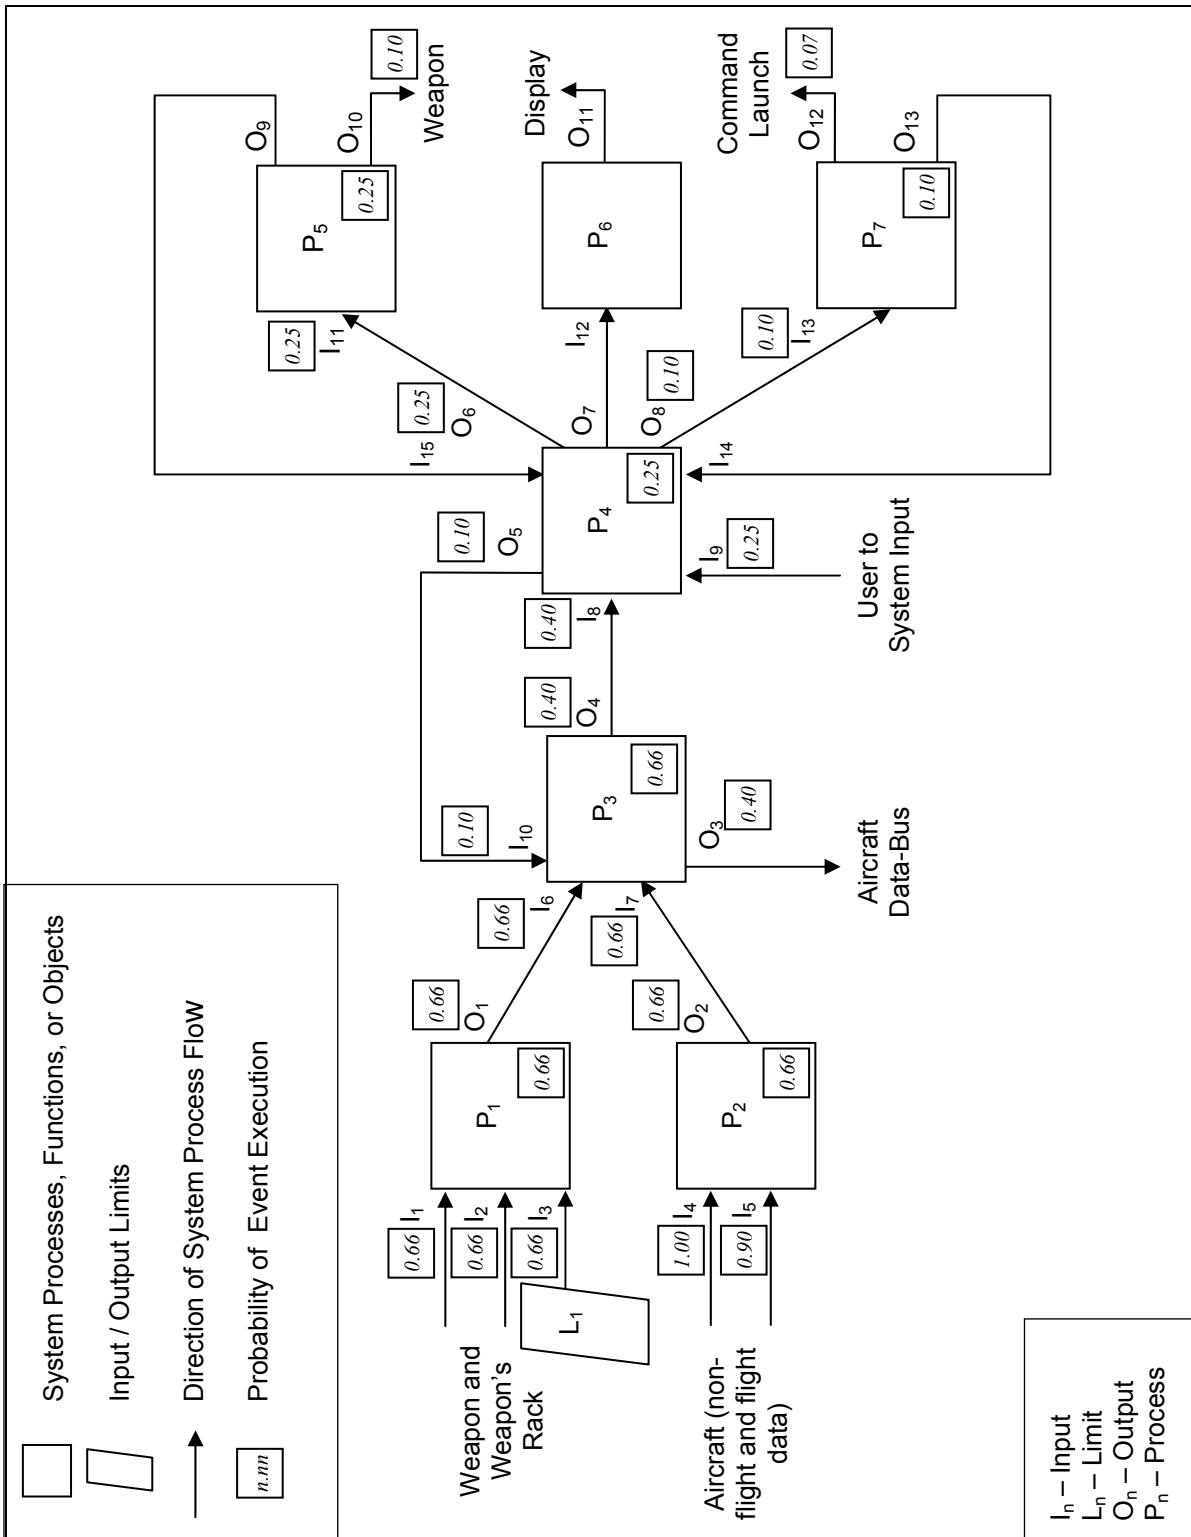 System Processes, Functions, or Objects
Input / Output Limits
Direction of System Process FloW
n.nn
Probability of Event Execution
Weapon and
Weapon's
Rack
L1
0.66
I1
0.66
I2
0.66
I3
P1
0.66
0.66
O1
0.66
I6
Aircraft (non-
flight and flight
data)
1.00
I4
0.90
I5
P2
0.66
0.66
O2
0.66
I7
0.10
I10
P3
0.66
O3
0.40
Aircraft
Data-Bus
0.40
O4
0.40
I8
0.10
O5
P4
0.25
I9
0.25
User to
System Input
I15
I14
0.25
O6
0.25
I11
O7
I12
O8
0.10
0.10
I13
P5
0.25
O9
O10
0.10
Weapon
P6
O11
Display
P7
0.10
O12
0.07
Command
Launch
O13
In – Input
Ln – Limit
On – Output
Pn – Process